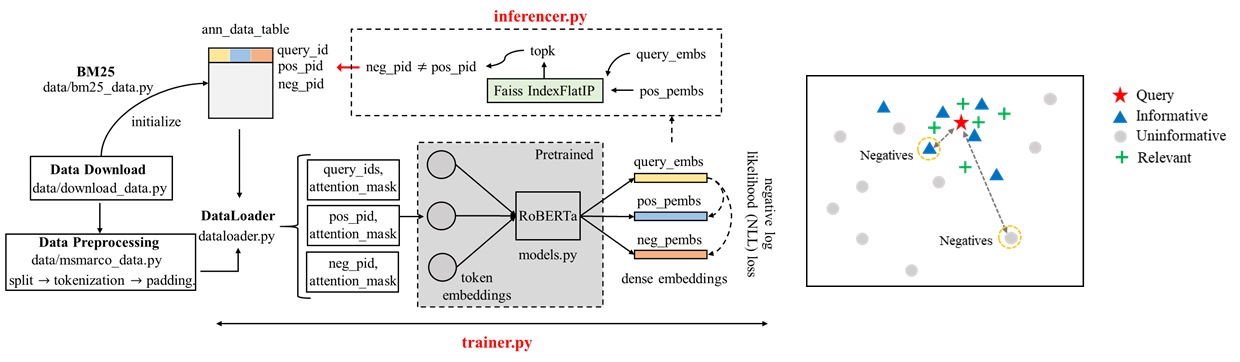 inferencer.py
ann_data_table
query_id
pos_pid
neg_pid
BM25
data/bm25_data.py
initialize
neg_pid ≠ pos_pid
topk
query_embs
Faiss IndexFlatIP
pos_pembs
Data Download
data/download_data.py
Data Preprocessing
data/msmarco_data.py
split → tokenization → padding.
DataLoader
dataloader.py
query_ids,
attention_mask
pos_pid,
attention_mask
neg_pid,
attention_mask
Pretrained
RoBERTa
models.py
token
embeddings
query_embs
pos_pembs
neg_pembs
dense embeddings
negative log
likelihood (NLL) loss
trainer.py
Negatives
Negatives
Query
Informative
Uninformative
Relevant